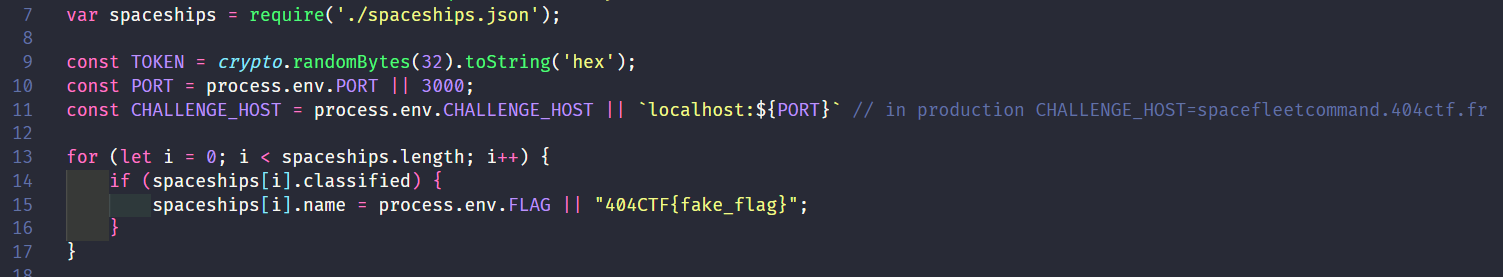 7 var spaceships = require('./spaceships.json');
8
9 const TOKEN = crypto.randomBytes(32).toString('hex');
10 const PORT = process.env.PORT || 3000;
11 const CHALLENGE_HOST = process.env.CHALLENGE_HOST || `localhost:${PORT}` // in production CHALLENGE_HOST=spacefleetcommand.404ctf.fr
12
13 for (let i = 0; i < spaceships.length; i++) {
14     if (spaceships[i].classified) {
15         spaceships[i].name = process.env.FLAG || "404CTF{fake_flag}";
16     }
17 }
18